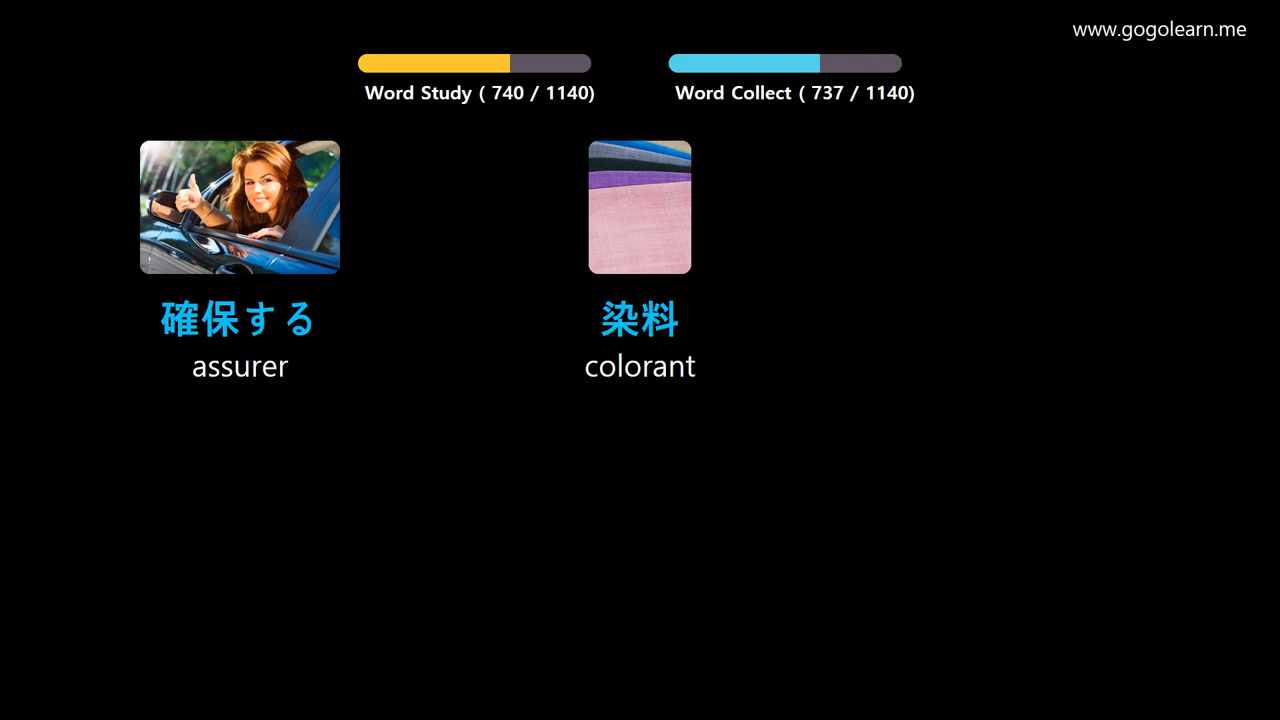 www.gogolearn.me
Word Study ( 740 / 1140)
Word Collect ( 737 / 1140)
確保する
assurer
染料
colorant